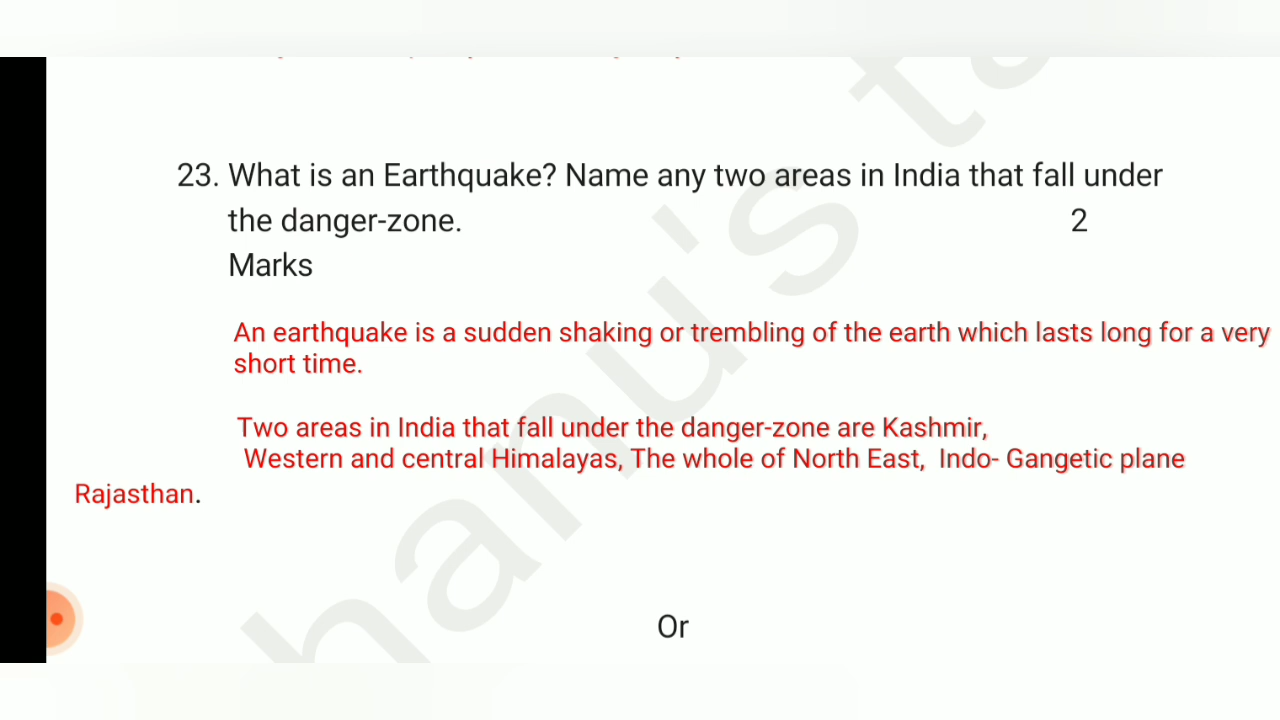 23. What is an Earthquake? Name any two areas in India that fall under
the danger-zone. 2
Marks
An earthquake is a sudden shaking or trembling of the earth which lasts long for a very
short time.
Two areas in India that fall under the danger-zone are Kashmir,
Western and central Himalayas, The whole of North East, Indo- Gangetic plane
Rajasthan.
Or
hanu's ta